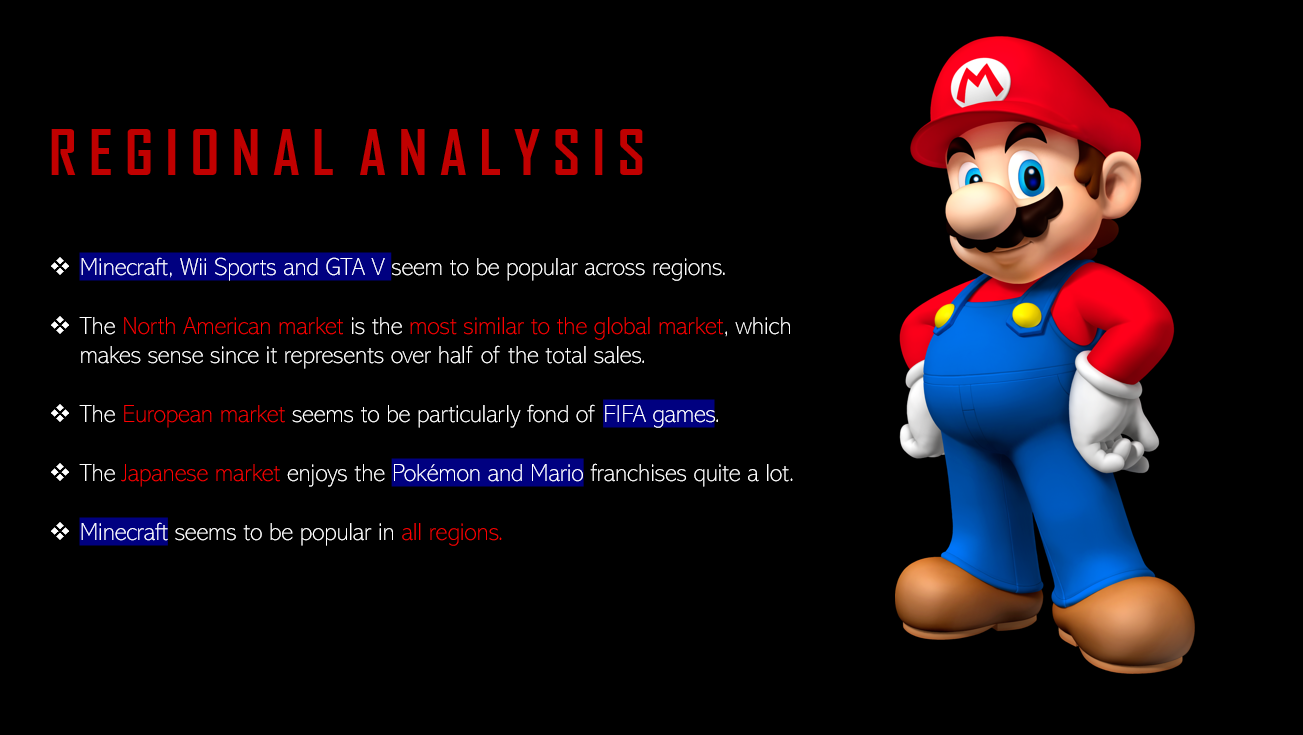 REGIONAL ANALYSIS
❖ Minecraft, Wii Sports and GTA V seem to be popular across regions.
❖ The North American market is the most similar to the global market, which
makes sense since it represents over half of the total sales.
❖ The European market seems to be particularly fond of FIFA games.
❖ The Japanese market enjoys the Pokémon and Mario franchises quite a lot.
❖ Minecraft seems to be popular in all regions.
M